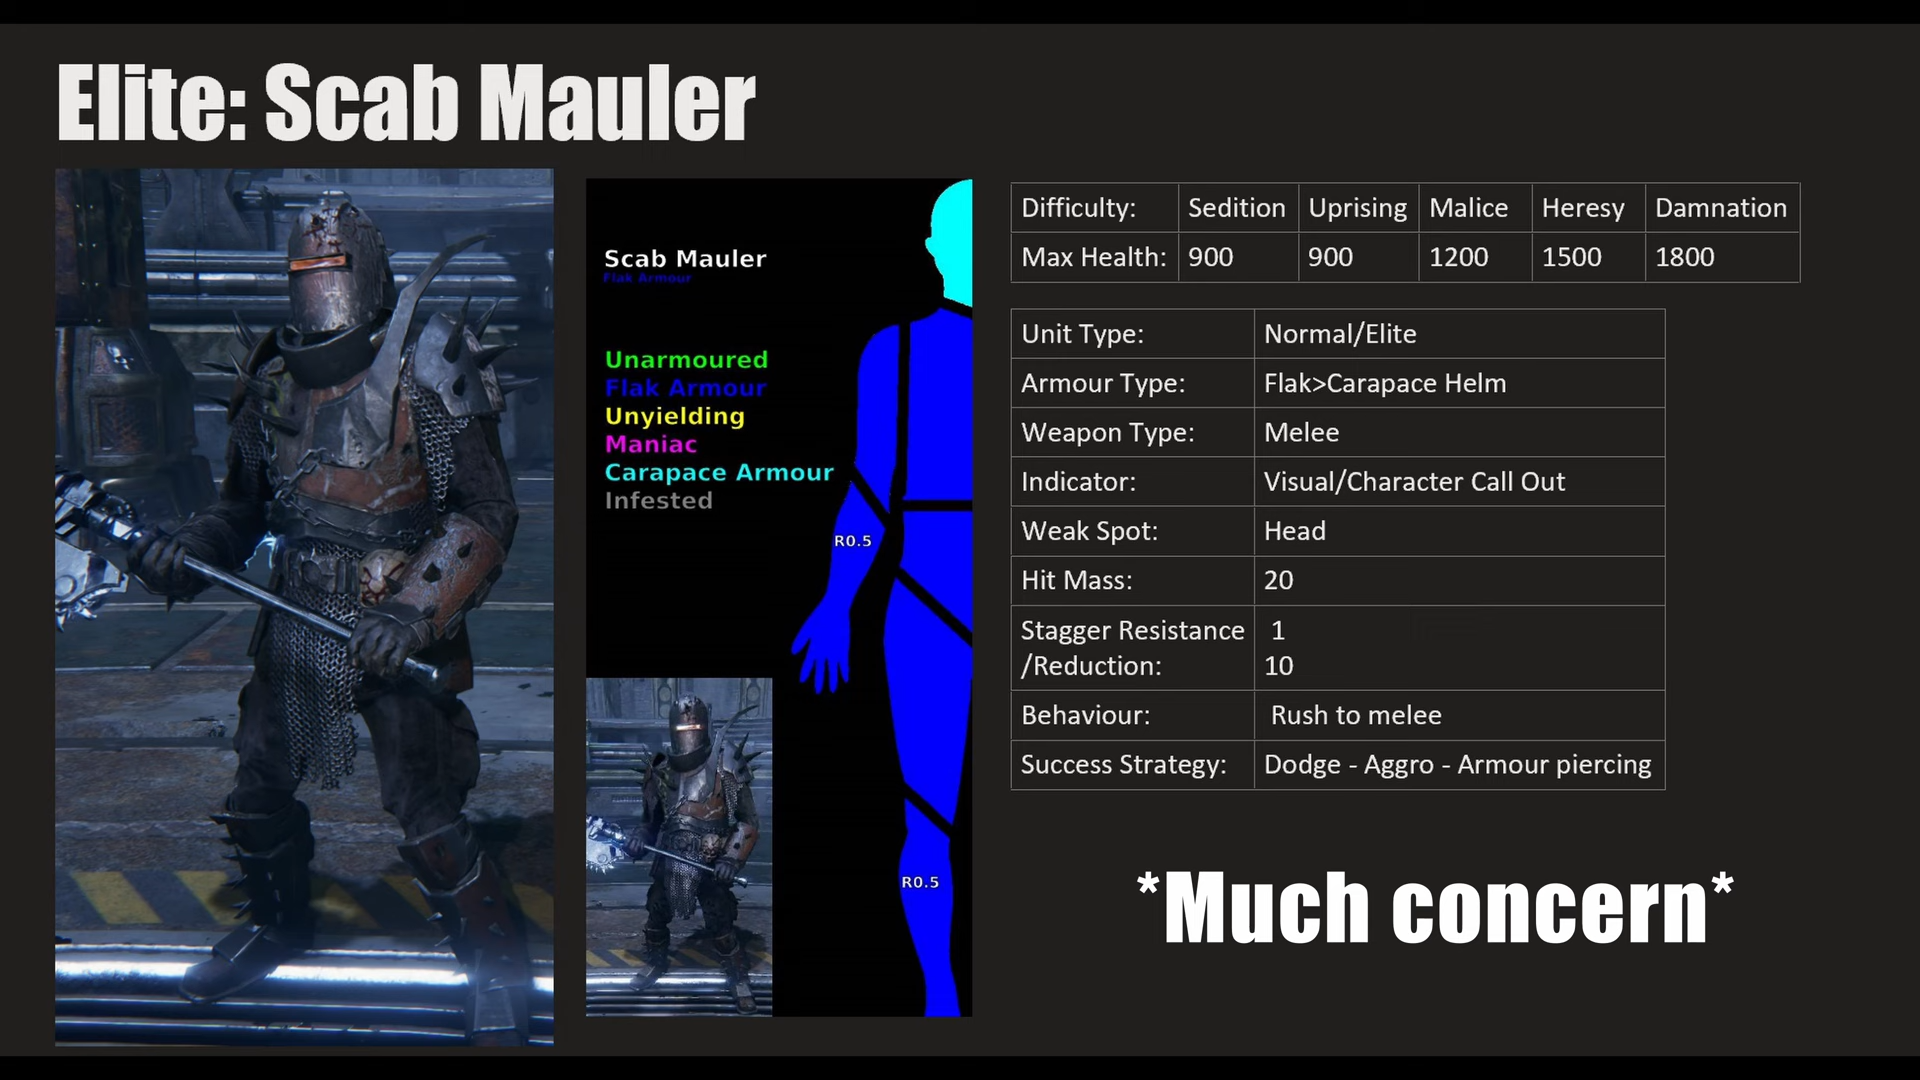 Elite: Scab Mauler
Scab Mauler
Flak Armour
Unarmoured
Flak Armour
Unyielding
Maniac
Carapace Armour
Infested
R0.5
R0.5
Difficulty: Sedition Uprising Malice Heresy Damnation
Max Health: 900 900 1200 1500 1800
Unit Type: Normal/Elite
Armour Type: Flak>Carapace Helm
Weapon Type: Melee
Indicator: Visual/Character Call Out
Weak Spot: Head
Hit Mass: 20
Stagger Resistance 1
/Reduction: 10
Behaviour: Rush to melee
Success Strategy: Dodge - Aggro - Armour piercing
*Much concern*